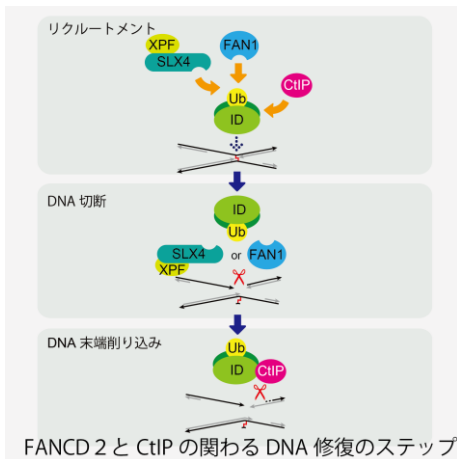 リクルートメント
XPF
SLX4
FAN1
CtIP
Ub
ID
DNA 切断
ID
Ub
SLX4
or
FAN1
XPF
DNA 末端削り込み
Ub
ID
CtIP
FANCD 2 と CtIP の関わる DNA 修復のステップ